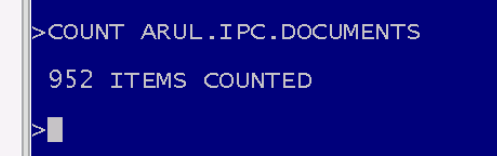 >COUNT ARUL.IPC.DOCUMENTS
952 ITEMS COUNTED
>